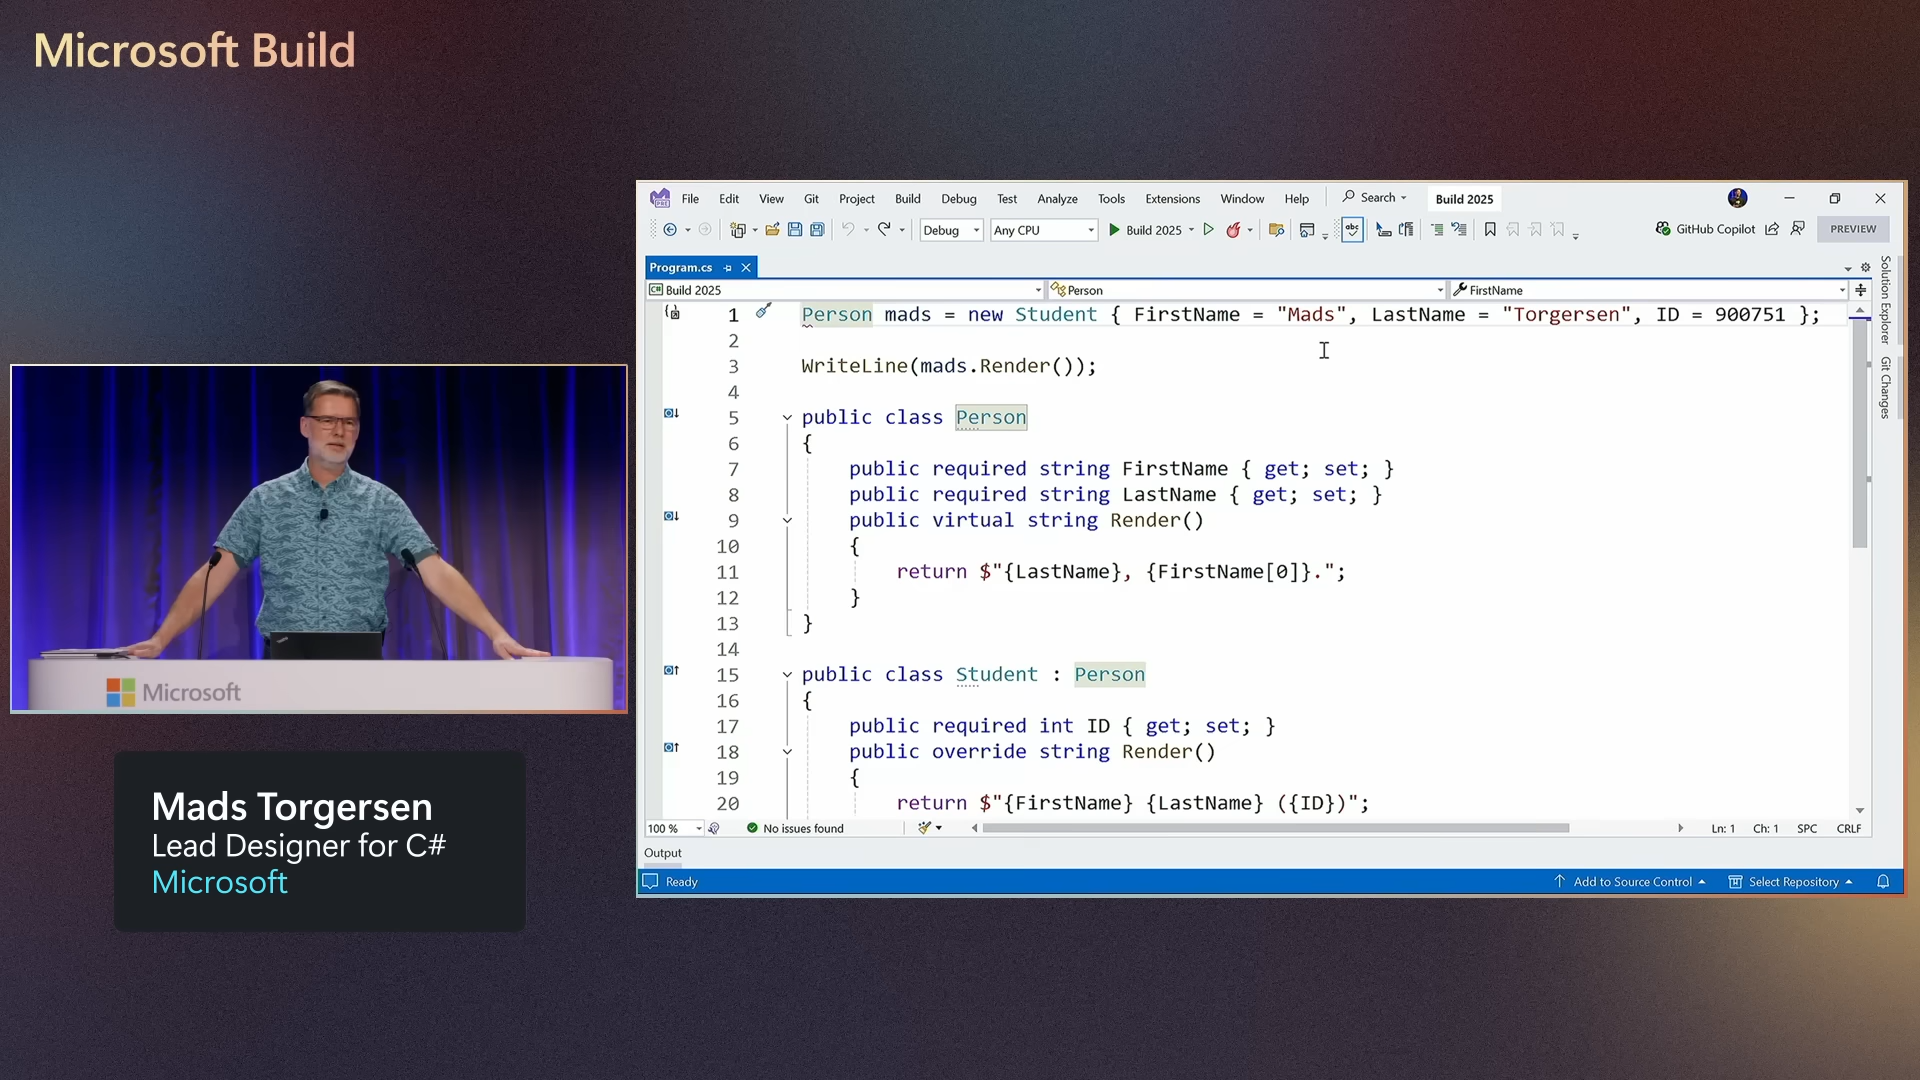 Microsoft Build
File Edit View Git Project Build Debug Test Analyze Tools Extensions Window Help Search Build 2025
Debug Any CPU Build 2025 GitHub Copilot PREVIEW
Program.cs
C# Build 2025 Person FirstName
1 Person mads = new Student { FirstName = "Mads", LastName = "Torgersen", ID = 900751 };
2
3 WriteLine(mads.Render());
4
5 public class Person
6 {
7 public required string FirstName { get; set; }
8 public required string LastName { get; set; }
9 public virtual string Render()
10 {
11 return $"{LastName}, {FirstName[0]}.";
12 }
13 }
14
15 public class Student : Person
16 {
17 public required int ID { get; set; }
18 public override string Render()
19 {
20 return $"{FirstName} {LastName} ({ID})";
100 % No issues found Ln: 1 Ch: 1 SPC CRLF
Output
Ready Add to Source Control Select Repository
Solution Explorer
Git Changes
Microsoft
Mads Torgersen
Lead Designer for C#
Microsoft